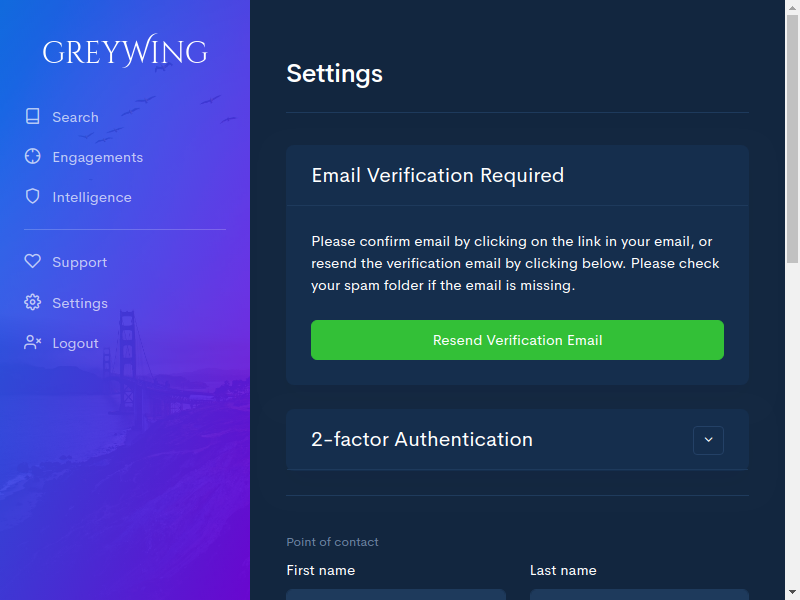 GREYWING
Search
Engagements
Intelligence
Support
Settings
Logout
Settings
Email Verification Required
Please confirm email by clicking on the link in your email, or
resend the verification email by clicking below. Please check
your spam folder if the email is missing.
Resend Verification Email
2-factor Authentication
Point of contact
First name
Last name